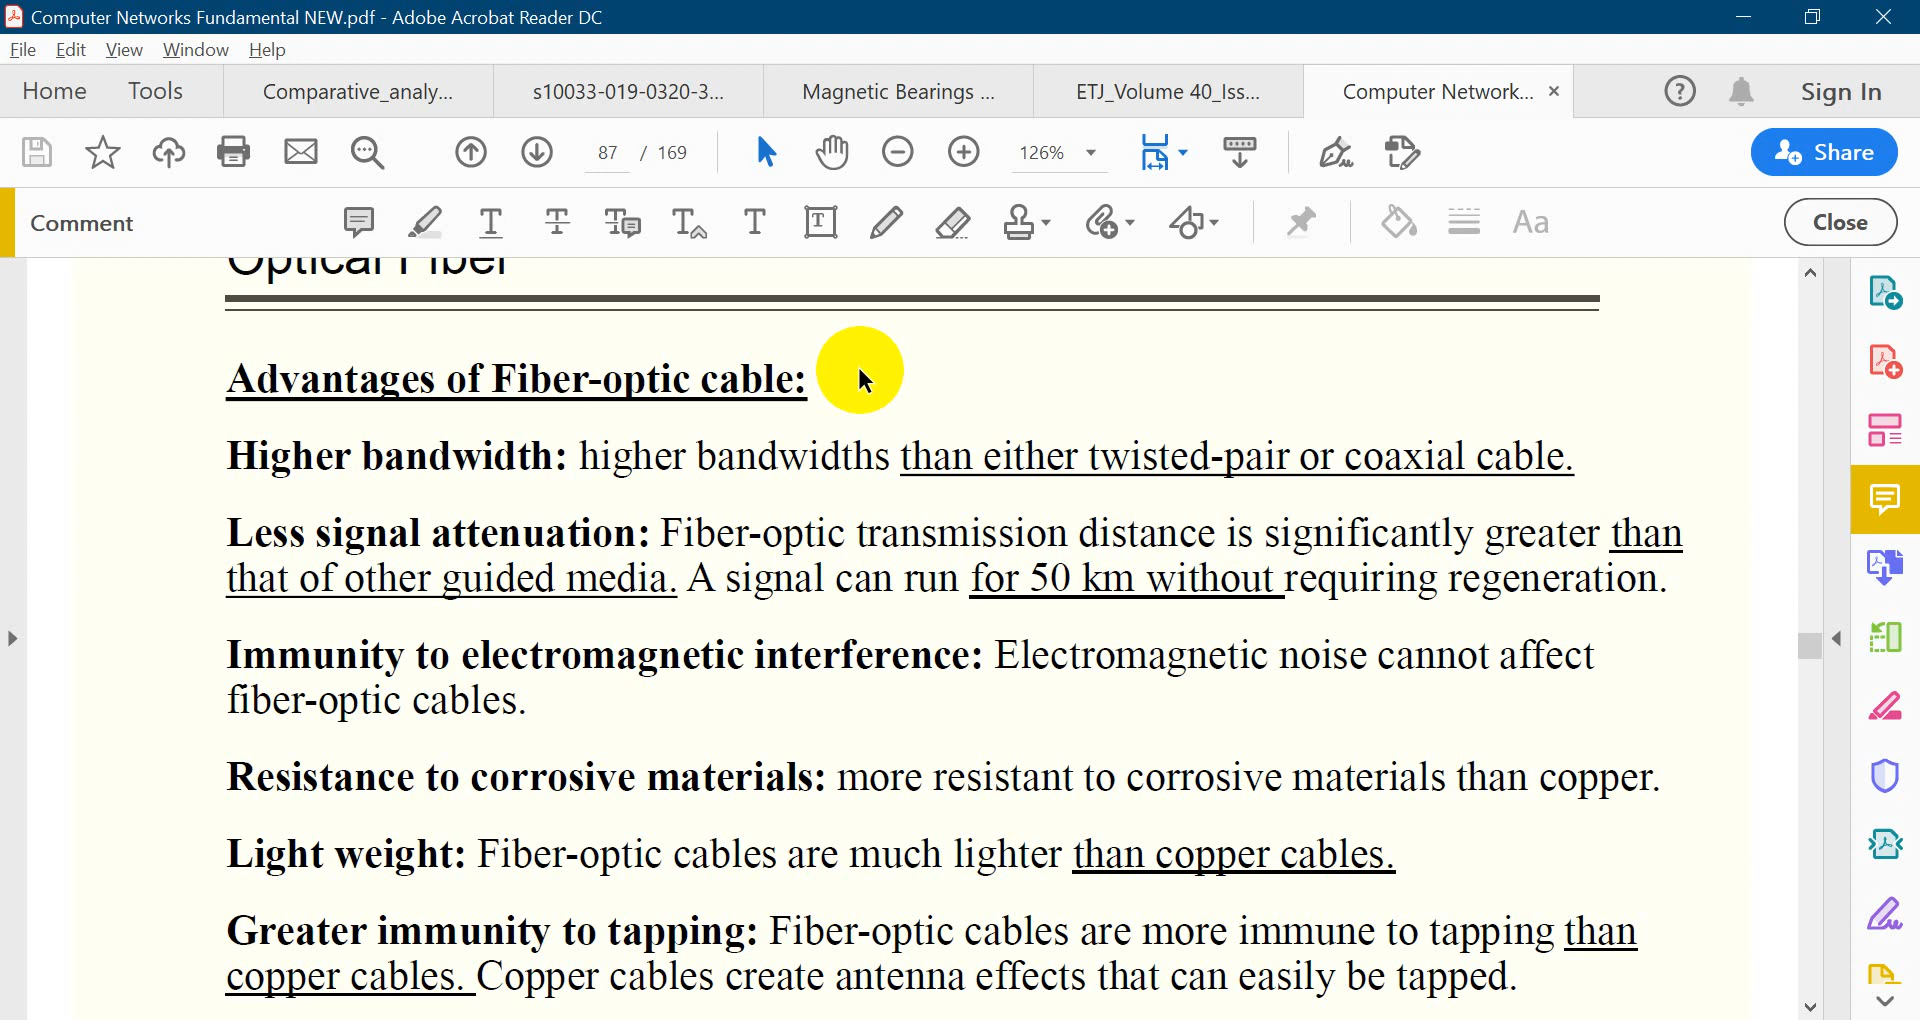 Computer Networks Fundamental NEW.pdf - Adobe Acrobat Reader DC
File Edit View Window Help
Home Tools Comparative_analy... s10033-019-0320-3... Magnetic Bearings ... ETJ_Volume 40_Iss... Computer Network... × Sign In
87 / 169 126% Share
Comment Aa Close
Optical Fiber
Advantages of Fiber-optic cable:
Higher bandwidth: higher bandwidths than either twisted-pair or coaxial cable.
Less signal attenuation: Fiber-optic transmission distance is significantly greater than
that of other guided media. A signal can run for 50 km without requiring regeneration.
Immunity to electromagnetic interference: Electromagnetic noise cannot affect
fiber-optic cables.
Resistance to corrosive materials: more resistant to corrosive materials than copper.
Light weight: Fiber-optic cables are much lighter than copper cables.
Greater immunity to tapping: Fiber-optic cables are more immune to tapping than
copper cables. Copper cables create antenna effects that can easily be tapped.